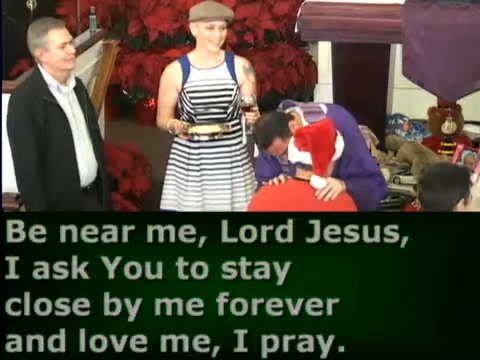 Be near me, Lord Jesus,
I ask You to stay
close by me forever
and love me, I pray.